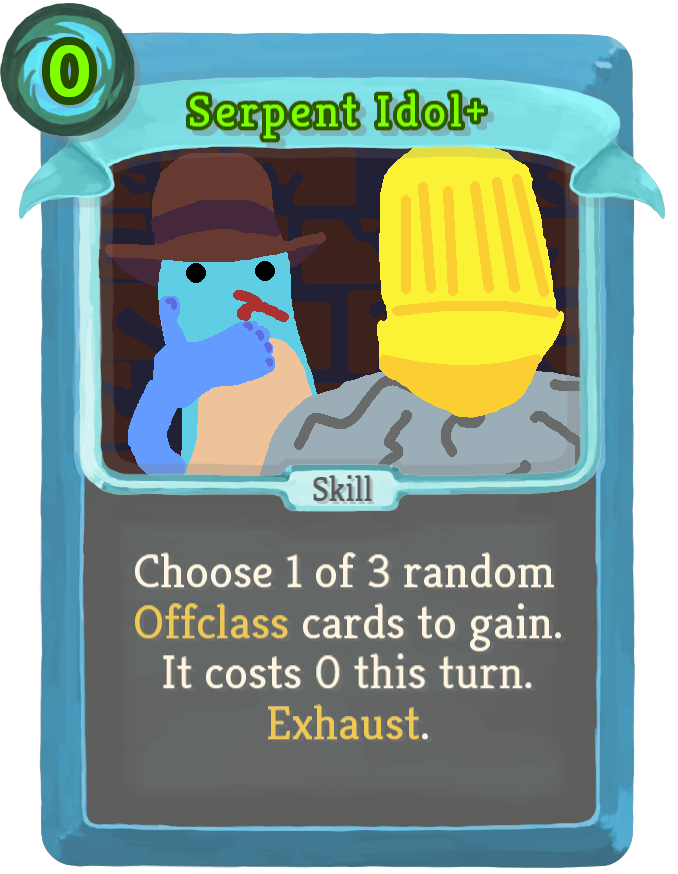 0
Serpent Idol+
Skill
Choose 1 of 3 random
Offclass cards to gain.
It costs 0 this turn.
Exhaust.